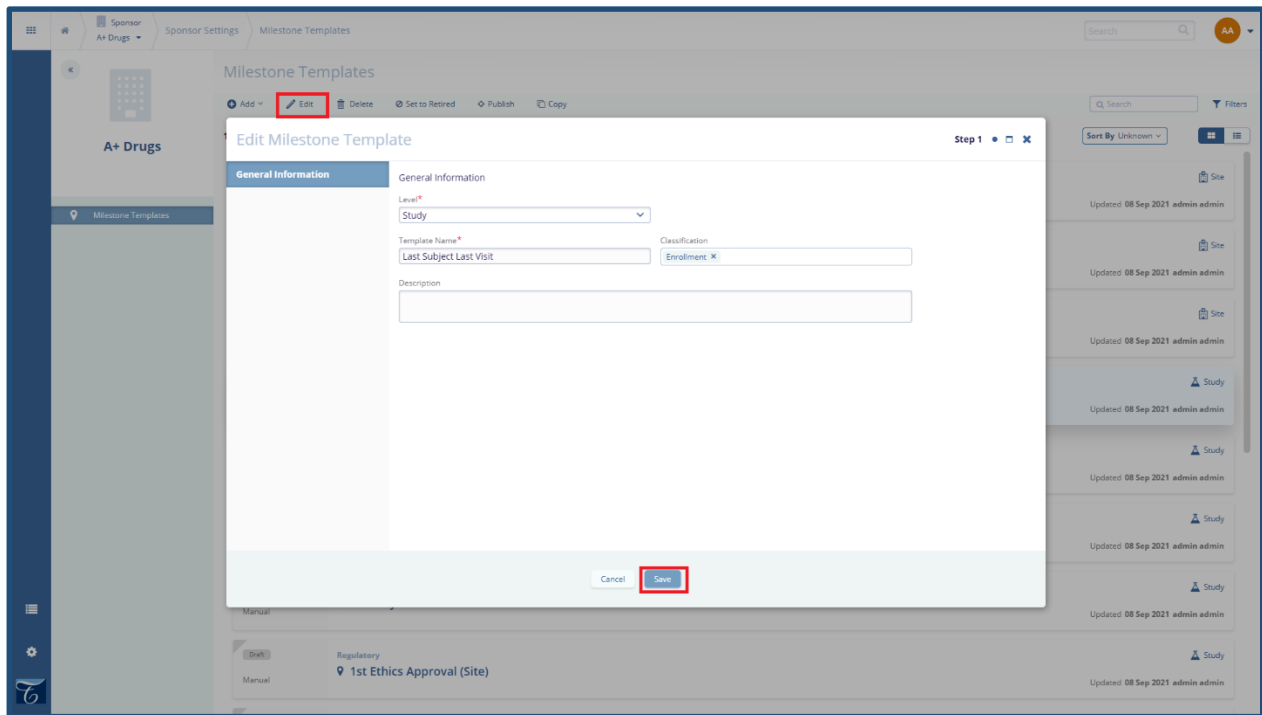 Sponsor
A+ Drugs
Sponsor Settings
Milestone Templates
Search
AA
Milestone Templates
Add
Edit
Delete
Set to Retired
Publish
Copy
Search
Filters
A+ Drugs
Sort By Unknown
Milestone Templates
Edit Milestone Template
Step 1
General Information
General Information
Level*
Study
Template Name*
Last Subject Last Visit
Classification
Enrollment ×
Description
Cancel
Save
Site
Updated 08 Sep 2021 admin admin
Site
Updated 08 Sep 2021 admin admin
Site
Updated 08 Sep 2021 admin admin
Study
Updated 08 Sep 2021 admin admin
Study
Updated 08 Sep 2021 admin admin
Study
Updated 08 Sep 2021 admin admin
Study
Manual
Updated 08 Sep 2021 admin admin
Draft
Regulatory
Study
1st Ethics Approval (Site)
Manual
Updated 08 Sep 2021 admin admin